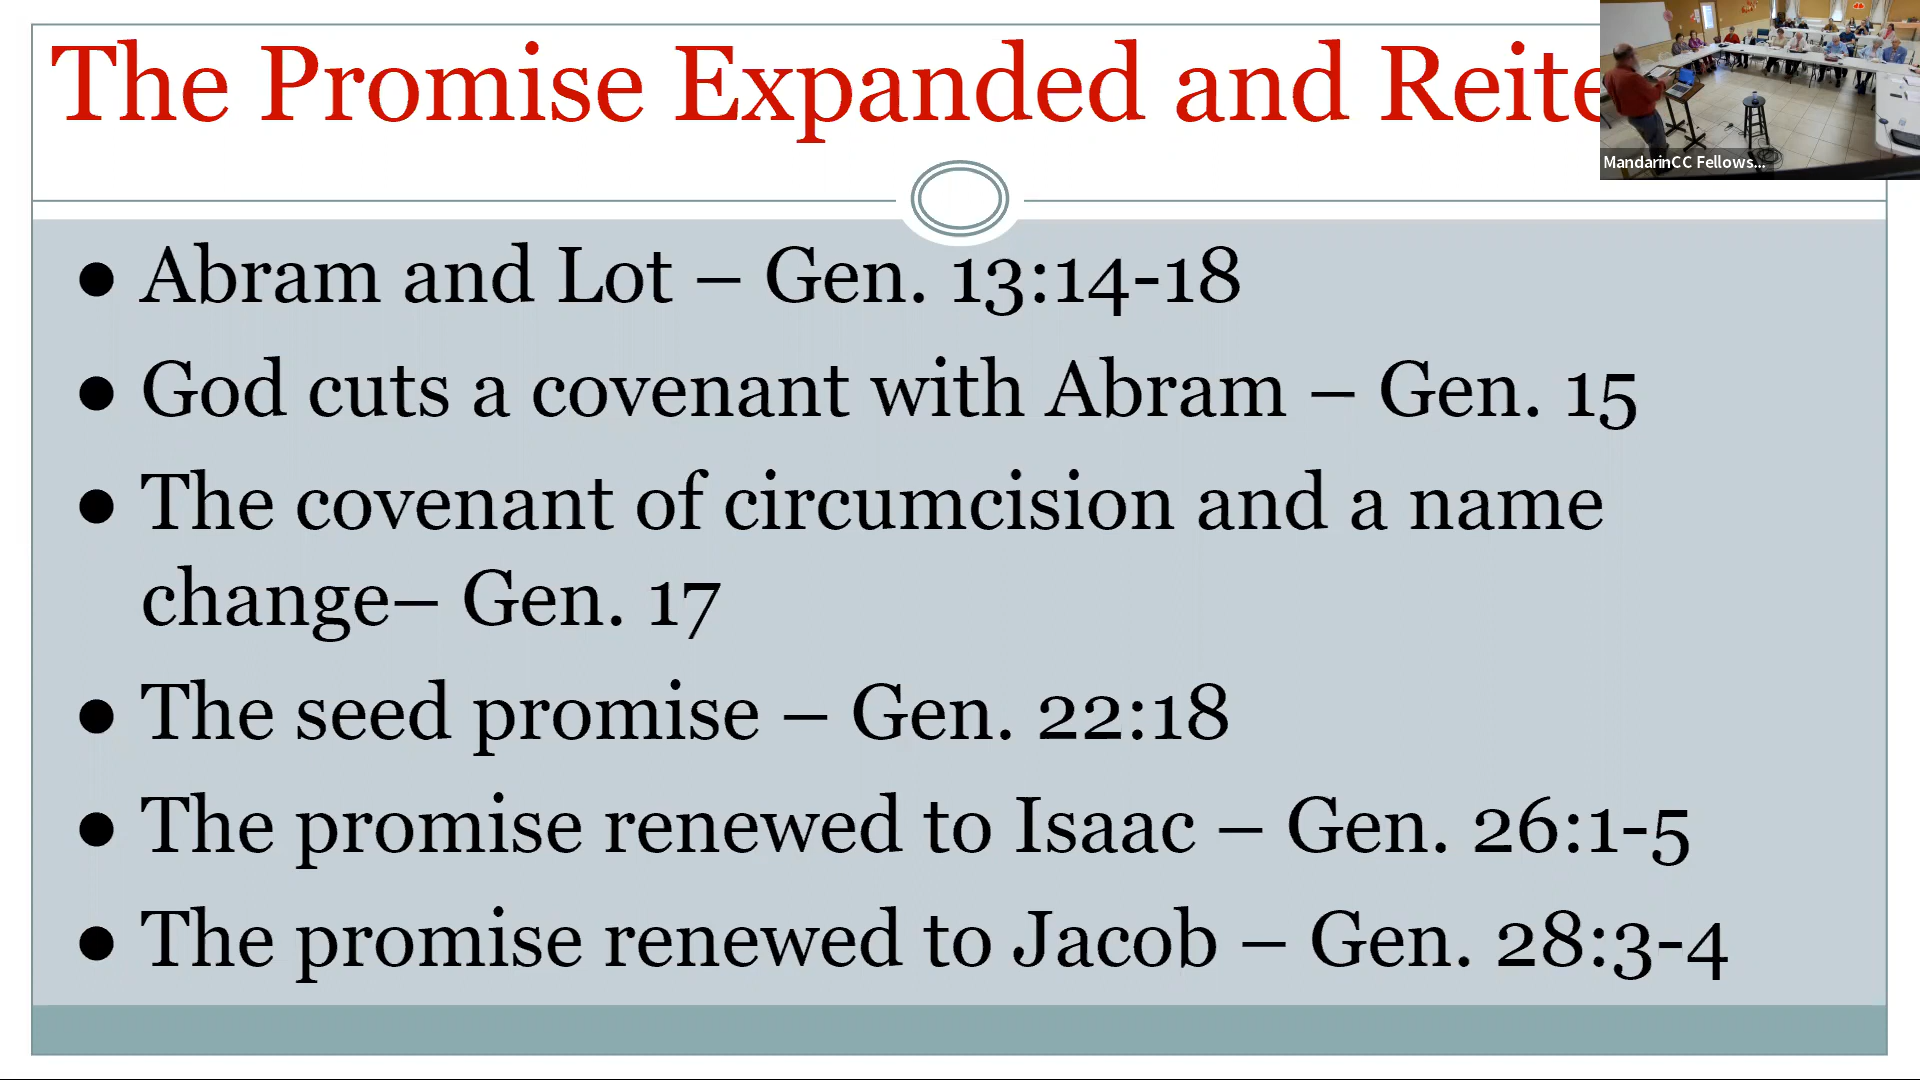 The Promise Expanded and Reite
MandarinCC Fellows...
● Abram and Lot – Gen. 13:14-18
● God cuts a covenant with Abram – Gen. 15
● The covenant of circumcision and a name
change– Gen. 17
● The seed promise – Gen. 22:18
● The promise renewed to Isaac – Gen. 26:1-5
● The promise renewed to Jacob – Gen. 28:3-4